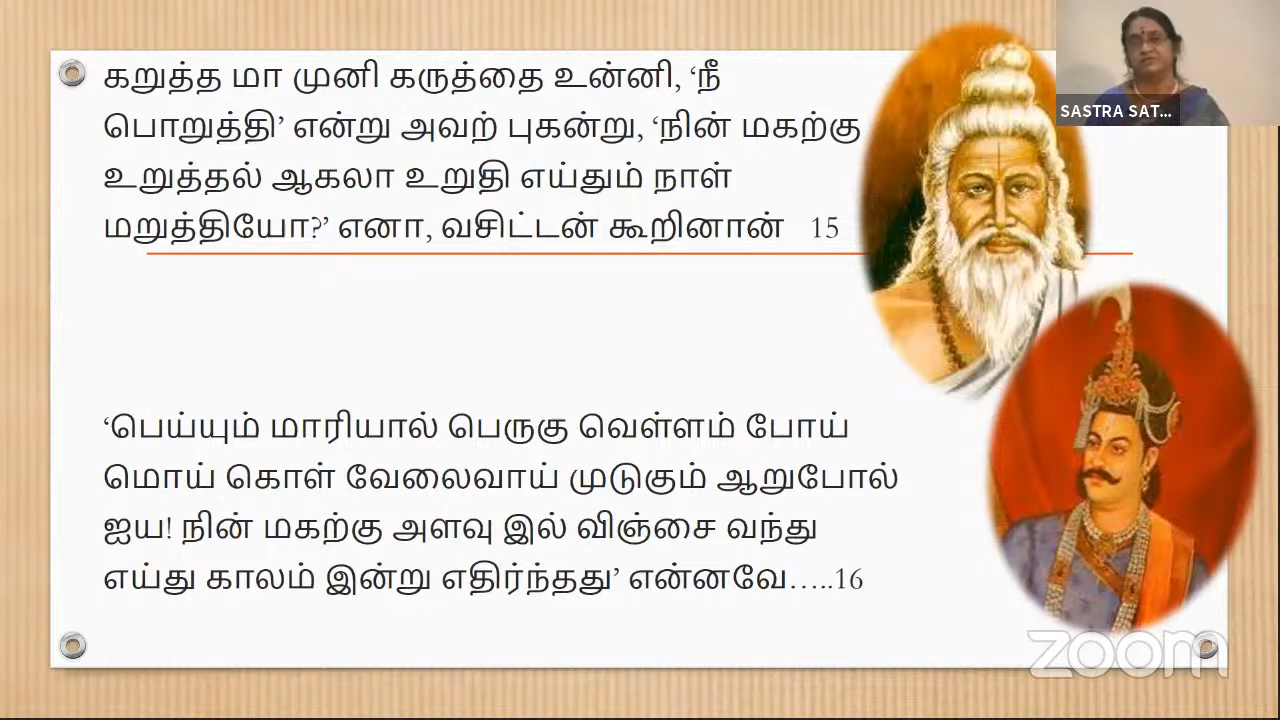 கறுத்த மா முனி கருத்தை உன்னி, ‘நீ
பொறுத்தி’ என்று அவற் புகன்று, ‘நின் மகற்கு
உறுத்தல் ஆகலா உறுதி எய்தும் நாள்
மறுத்தியோ?’ எனா, வசிட்டன் கூறினான் 15
‘பெய்யும் மாரியால் பெருகு வெள்ளம் போய்
மொய் கொள் வேலைவாய் முடுகும் ஆறுபோல்
ஐய! நின் மகற்கு அளவு இல் விஞ்சை வந்து
எய்து காலம் இன்று எதிர்ந்தது’ என்னவே…..16
SASTRA SAT...
zoom